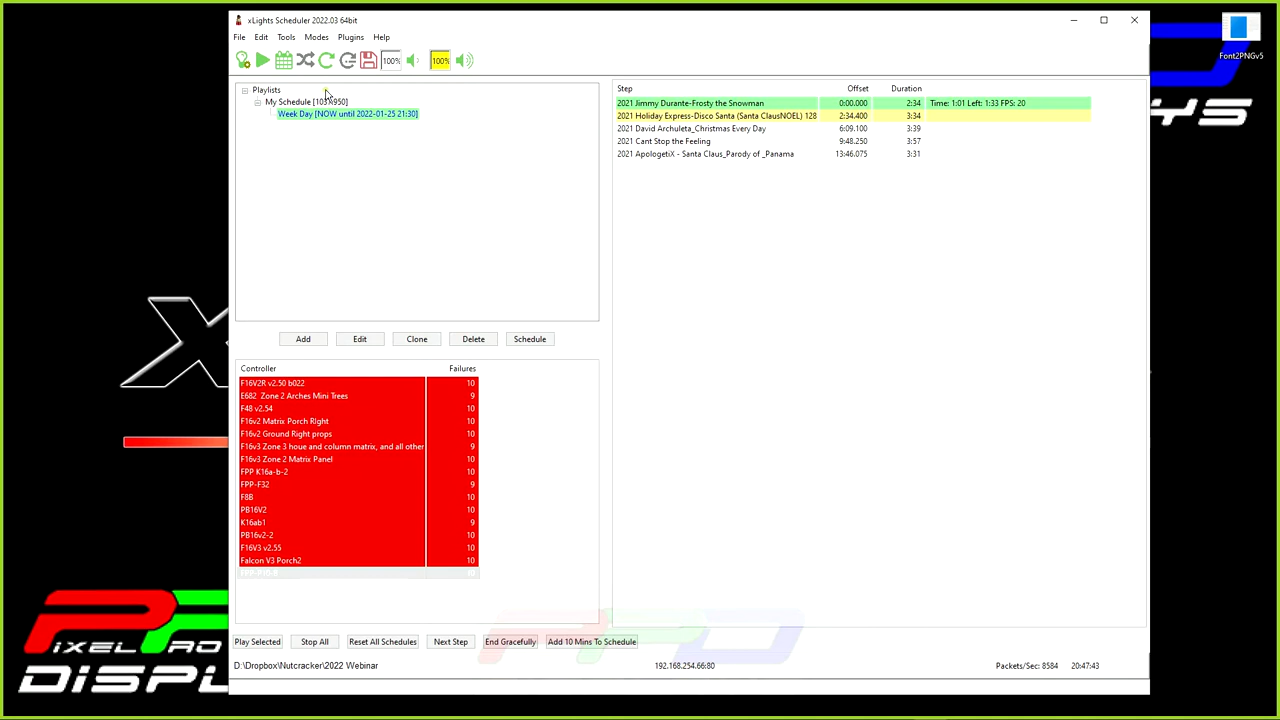 xLights Scheduler 2022.03 64bit
File Edit Tools Modes Plugins Help
100% 100%
Playlists
My Schedule
Week Day [NOW until 2022-01-25 21:30]
Add Edit Clone Delete Schedule
Controller Failures
F16V2R v2.50 b022 10
E682 Zone 2 Arches Mini Trees 9
F48 v2.54 10
F16v2 Matrix Porch RIght 10
F16v2 Ground Right props 10
F16v3 Zone 3 houe and column matrix, and all other 9
F16v3 Zone 2 Matrix Panel 10
FPP K16a-b-2 10
FPP-F32 9
F8B 10
PB16V2 10
K16ab1 9
PB16v2-2 10
F16V3 v2.55 10
Falcon V3 Porch2 10
Step Offset Duration
2021 Jimmy Durante-Frosty the Snowman 0:00.000 2:34 Time: 1:01 Left: 1:33 FPS: 20
2021 Holiday Express-Disco Santa (Santa ClausNOEL) 128 2:34.400 3:34
2021 David Archuleta_Christmas Every Day 6:09.100 3:39
2021 Cant Stop the Feeling 9:48.250 3:57
2021 ApologetiX - Santa Claus_Parody of _Panama 13:46.075 3:31
Play Selected Stop All Reset All Schedules Next Step End Gracefully Add 10 Mins To Schedule
D:\Dropbox\Nutcracker\2022 Webinar 192.168.254.66:80 Packets/Sec: 8584 20:47:43
Font2PNGv5